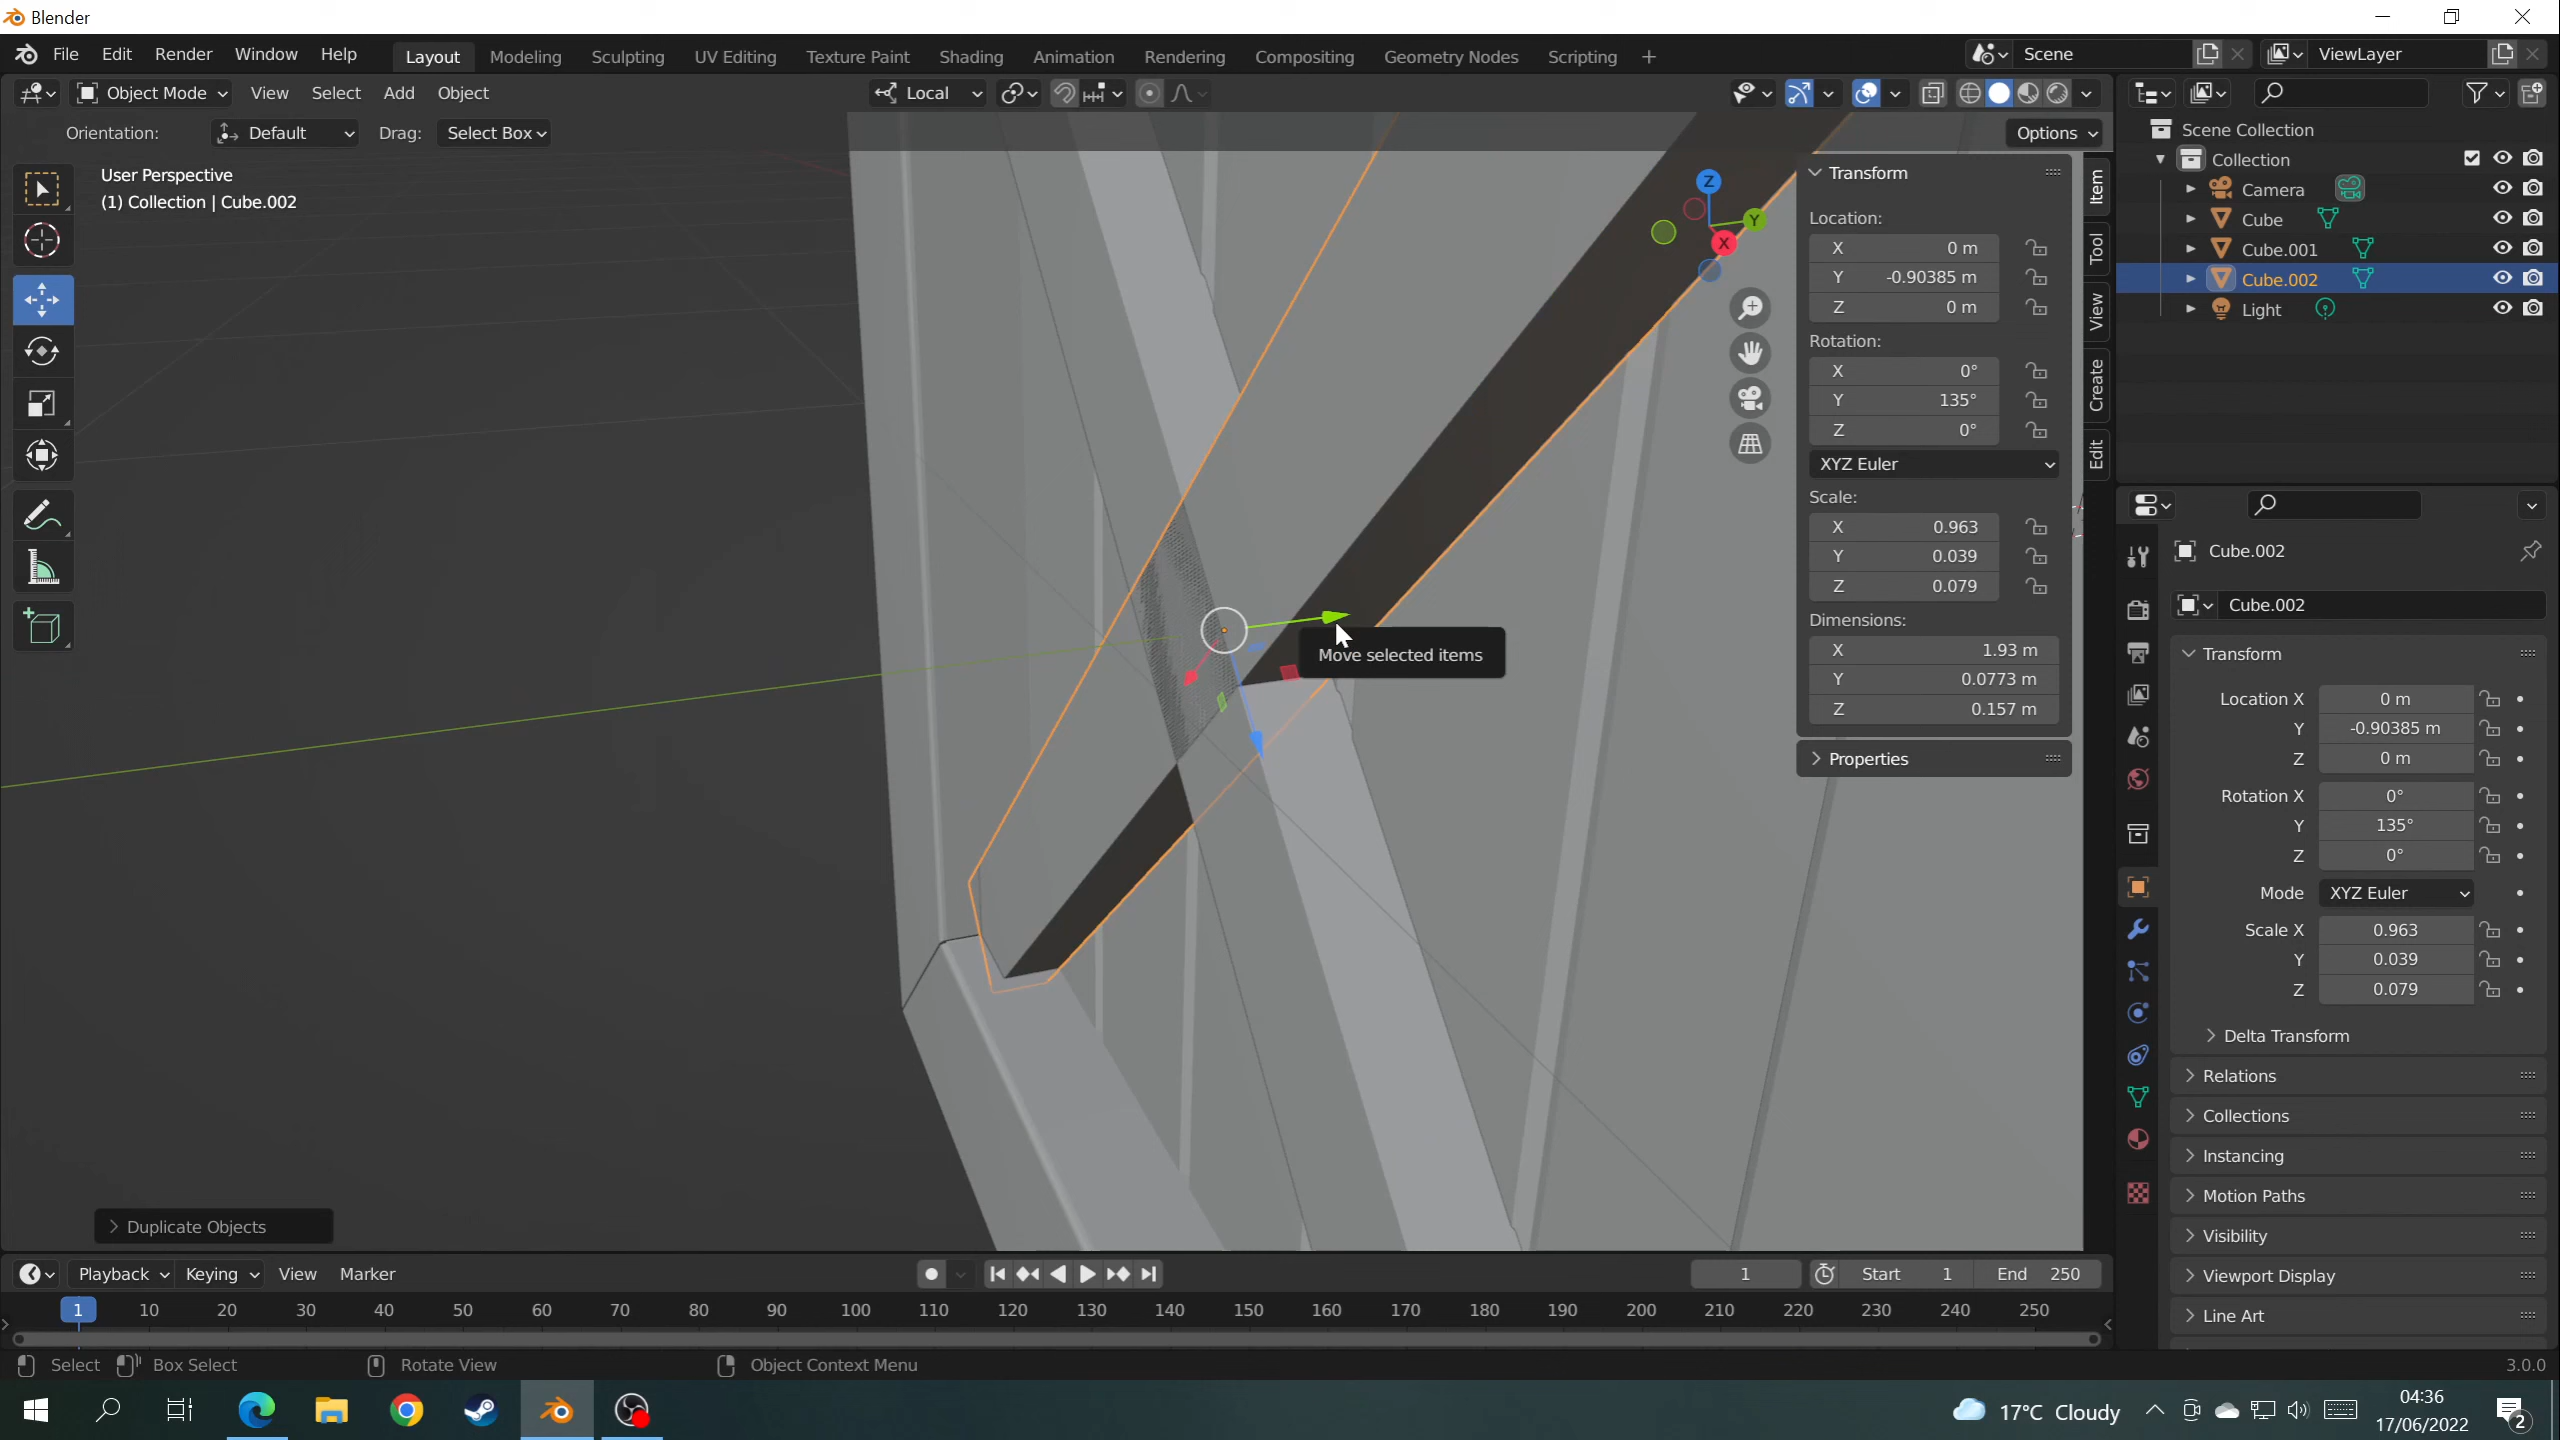 Blender
File Edit Render Window Help Layout Modeling Sculpting UV Editing Texture Paint Shading Animation Rendering Compositing Geometry Nodes Scripting + Scene ViewLayer
Object Mode View Select Add Object Local
Orientation: Default Drag: Select Box Options
User Perspective
(1) Collection | Cube.002
Z
Y
X
Transform
Location:
X 0 m
Y -0.90385 m
Z 0 m
Rotation:
X 0°
Y 135°
Z 0°
XYZ Euler
Scale:
X 0.963
Y 0.039
Z 0.079
Dimensions:
X 1.93 m
Y 0.0773 m
Z 0.157 m
Properties
Item
Tool
View
Create
Edit
Move selected items
Duplicate Objects
Scene Collection
Collection
Camera
Cube
Cube.001
Cube.002
Light
Cube.002
Cube.002
Transform
Location X 0 m
Y -0.90385 m
Z 0 m
Rotation X 0°
Y 135°
Z 0°
Mode XYZ Euler
Scale X 0.963
Y 0.039
Z 0.079
Delta Transform
Relations
Collections
Instancing
Motion Paths
Visibility
Viewport Display
Line Art
Playback Keying View Marker 1 Start 1 End 250
1 10 20 30 40 50 60 70 80 90 100 110 120 130 140 150 160 170 180 190 200 210 220 230 240 250
Select Box Select Rotate View Object Context Menu 3.0.0
17°C Cloudy
04:36
17/06/2022
2